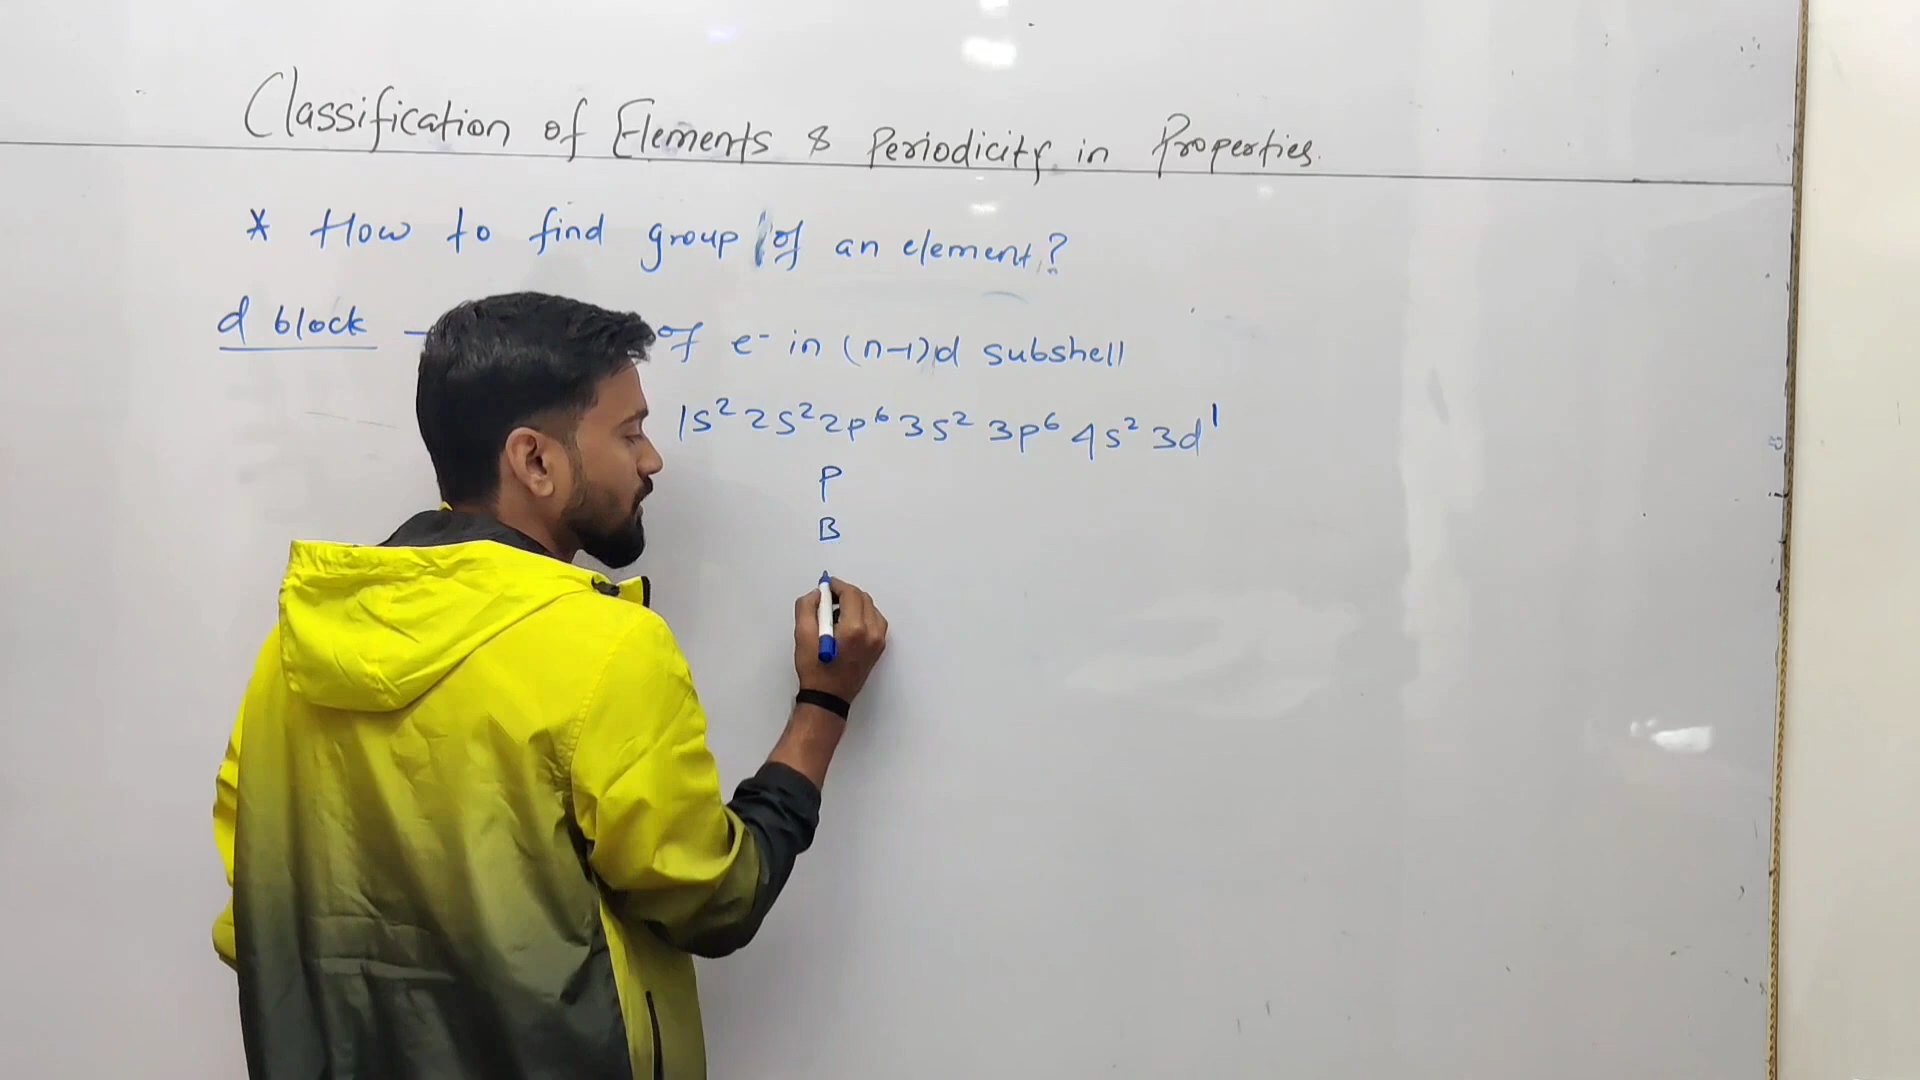 Classification of Elements & Periodicity in Properties.
* How to find group of an element?
d block – of e⁻ in (n-1)d subshell
1s² 2s² 2p⁶ 3s² 3p⁶ 4s² 3d¹
P
B